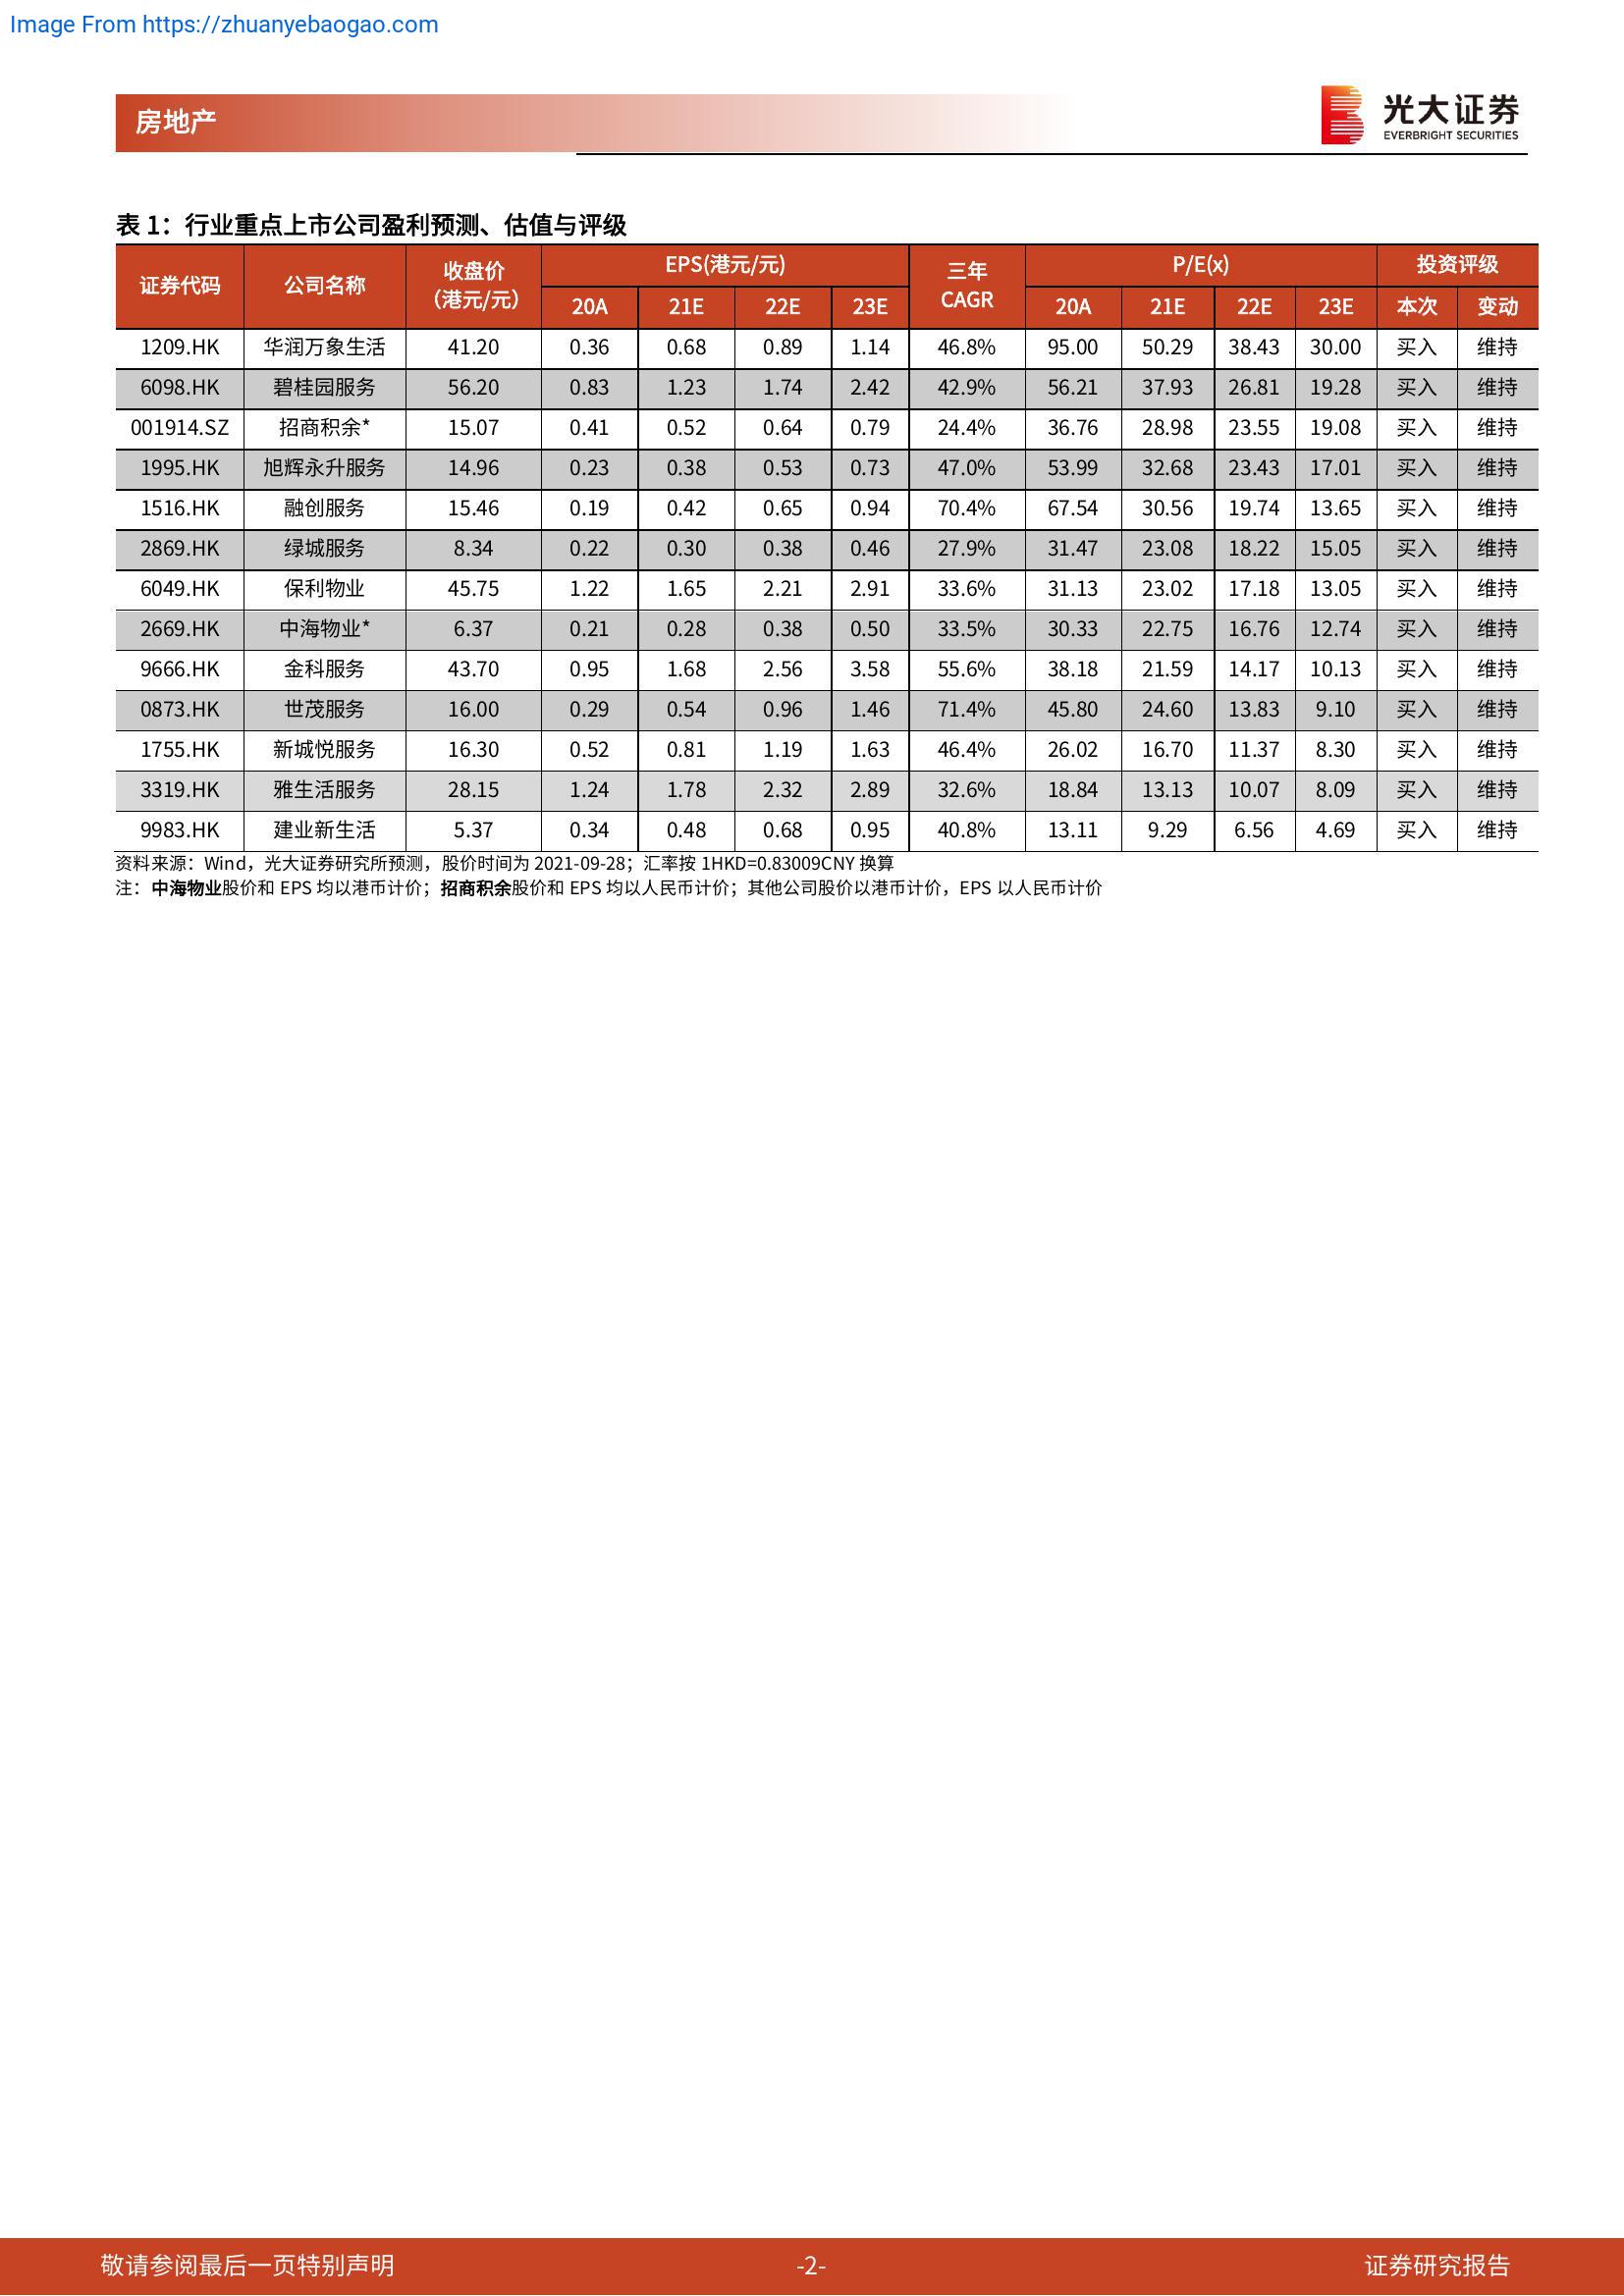 Image From https://zhuanyebaogao.com
房地产
光大证券
EVERBRIGHT SECURITIES
表 1：行业重点上市公司盈利预测、估值与评级
证券代码 公司名称 收盘价（港元/元） EPS(港元/元) 三年CAGR P/E(x) 投资评级
20A 21E 22E 23E 20A 21E 22E 23E 本次 变动
1209.HK 华润万象生活 41.20 0.36 0.68 0.89 1.14 46.8% 95.00 50.29 38.43 30.00 买入 维持
6098.HK 碧桂园服务 56.20 0.83 1.23 1.74 2.42 42.9% 56.21 37.93 26.81 19.28 买入 维持
001914.SZ 招商积余* 15.07 0.41 0.52 0.64 0.79 24.4% 36.76 28.98 23.55 19.08 买入 维持
1995.HK 旭辉永升服务 14.96 0.23 0.38 0.53 0.73 47.0% 53.99 32.68 23.43 17.01 买入 维持
1516.HK 融创服务 15.46 0.19 0.42 0.65 0.94 70.4% 67.54 30.56 19.74 13.65 买入 维持
2869.HK 绿城服务 8.34 0.22 0.30 0.38 0.46 27.9% 31.47 23.08 18.22 15.05 买入 维持
6049.HK 保利物业 45.75 1.22 1.65 2.21 2.91 33.6% 31.13 23.02 17.18 13.05 买入 维持
2669.HK 中海物业* 6.37 0.21 0.28 0.38 0.50 33.5% 30.33 22.75 16.76 12.74 买入 维持
9666.HK 金科服务 43.70 0.95 1.68 2.56 3.58 55.6% 38.18 21.59 14.17 10.13 买入 维持
0873.HK 世茂服务 16.00 0.29 0.54 0.96 1.46 71.4% 45.80 24.60 13.83 9.10 买入 维持
1755.HK 新城悦服务 16.30 0.52 0.81 1.19 1.63 46.4% 26.02 16.70 11.37 8.30 买入 维持
3319.HK 雅生活服务 28.15 1.24 1.78 2.32 2.89 32.6% 18.84 13.13 10.07 8.09 买入 维持
9983.HK 建业新生活 5.37 0.34 0.48 0.68 0.95 40.8% 13.11 9.29 6.56 4.69 买入 维持
资料来源：Wind，光大证券研究所预测，股价时间为 2021-09-28；汇率按 1HKD=0.83009CNY 换算
注：中海物业股价和 EPS 均以港币计价；招商积余股价和 EPS 均以人民币计价；其他公司股价以港币计价，EPS 以人民币计价
敬请参阅最后一页特别声明 -2- 证券研究报告